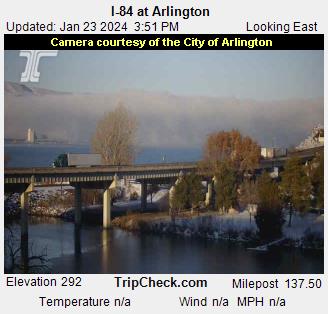 I-84 at Arlington
Updated: Jan 23 2024 3:51 PM Looking East
Camera courtesy of the City of Arlington
Elevation 292 TripCheck.com Milepost 137.50
Temperature n/a Wind n/a MPH n/a